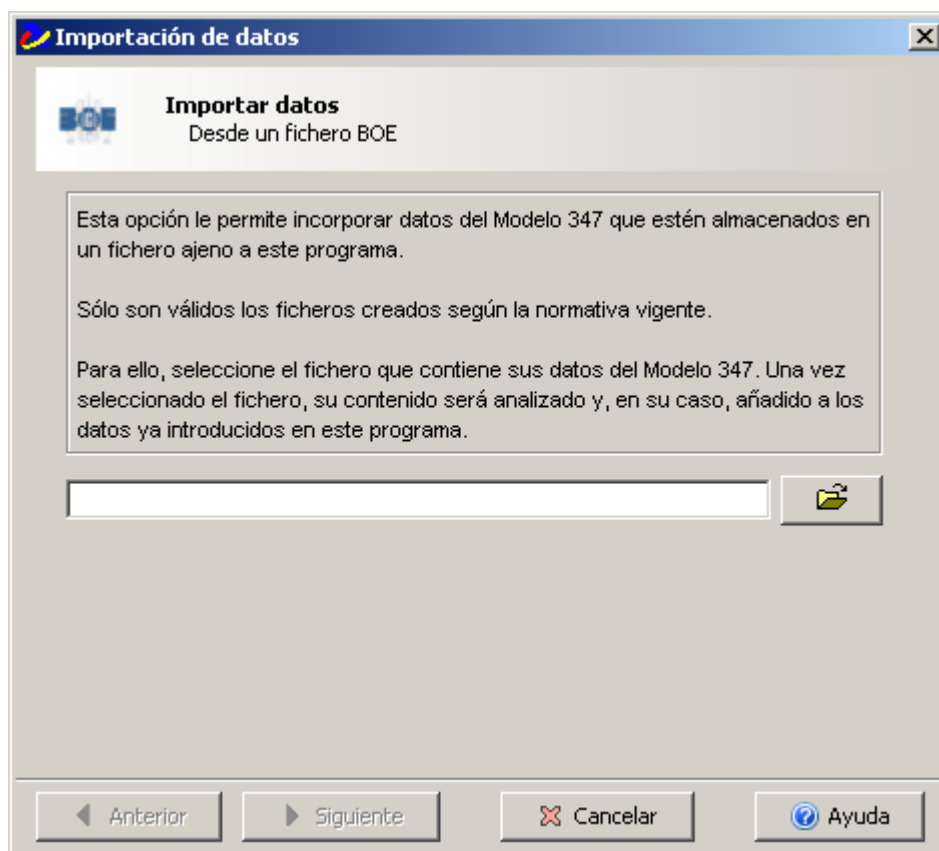 Importación de datos
BOE
Importar datos
Desde un fichero BOE
Esta opción le permite incorporar datos del Modelo 347 que estén almacenados en
un fichero ajeno a este programa.
Sólo son válidos los ficheros creados según la normativa vigente.
Para ello, seleccione el fichero que contiene sus datos del Modelo 347. Una vez
seleccionado el fichero, su contenido será analizado y, en su caso, añadido a los
datos ya introducidos en este programa.
Anterior
Siguiente
Cancelar
Ayuda